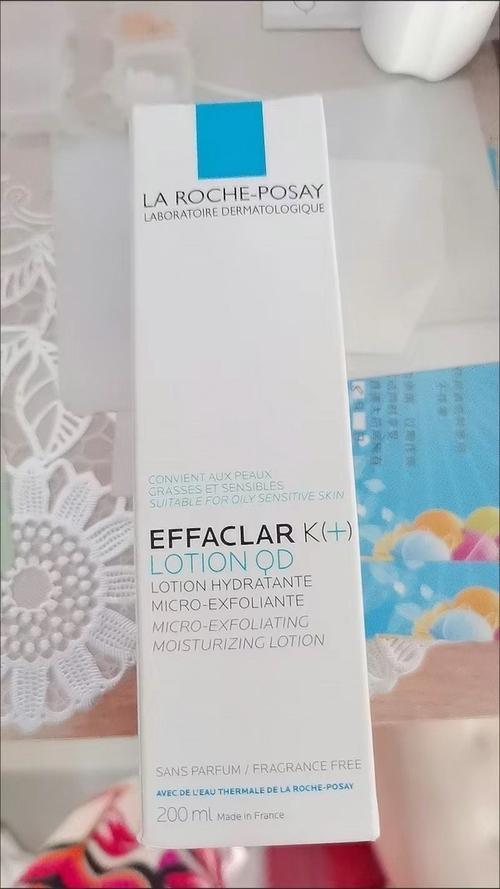 LA ROCHE-POSAY
LABORATOIRE DERMATOLOGIQUE
CONVIENT AUX PEAUX
GRASSES ET SENSIBLES
SUITABLE FOR OILY SENSITIVE SKIN
EFFACLAR K(+)
LOTION QD
LOTION HYDRATANTE
MICRO-EXFOLIANTE
MICRO-EXFOLIATING
MOISTURIZING LOTION
SANS PARFUM / FRAGRANCE FREE
AVEC DE L'EAU THERMALE DE LA ROCHE-POSAY
200 ml Made in France